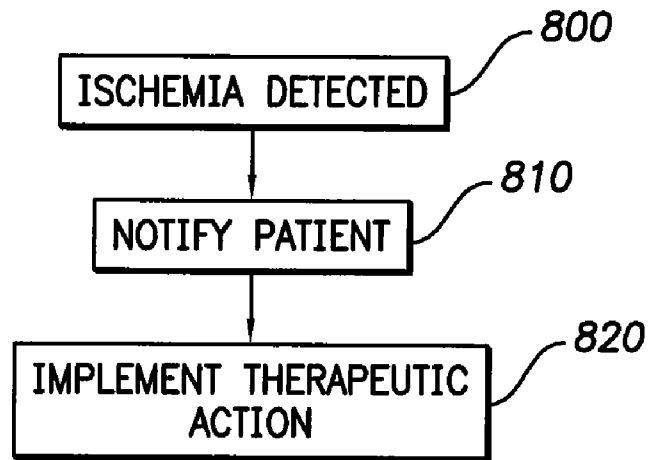 800
ISCHEMIA DETECTED
810
NOTIFY PATIENT
820
IMPLEMENT THERAPEUTIC
ACTION